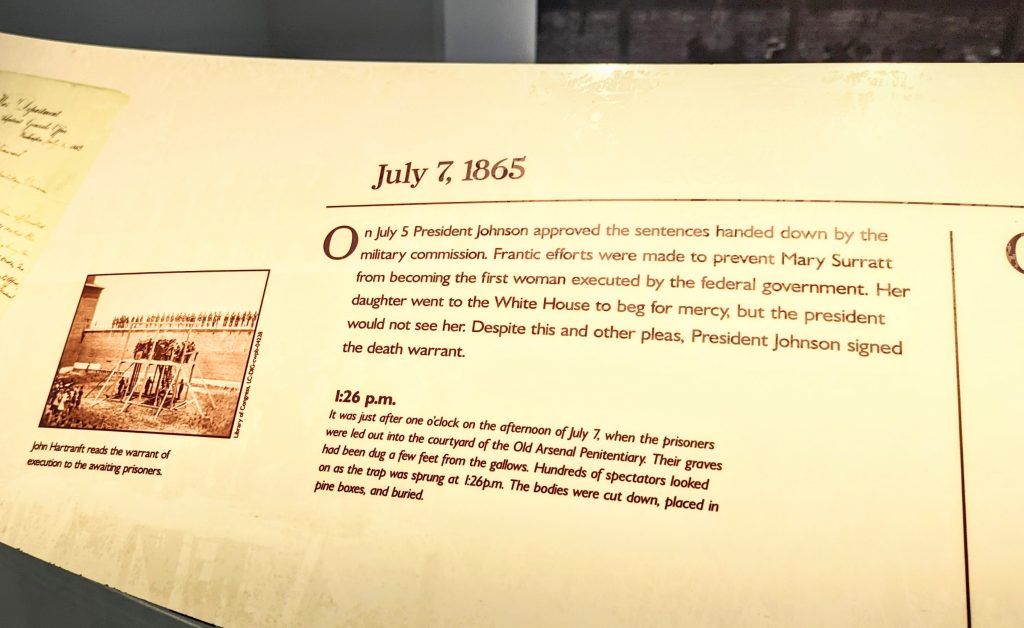 War Department
July 7, 1865
On July 5 President Johnson approved the sentences handed down by the
military commission. Frantic efforts were made to prevent Mary Surratt
from becoming the first woman executed by the federal government. Her
daughter went to the White House to beg for mercy, but the president
would not see her. Despite this and other pleas, President Johnson signed
the death warrant.
1:26 p.m.
It was just after one o'clock on the afternoon of July 7, when the prisoners
were led out into the courtyard of the Old Arsenal Penitentiary. Their graves
had been dug a few feet from the gallows. Hundreds of spectators looked
on as the trap was sprung at 1:26p.m. The bodies were cut down, placed in
pine boxes, and buried.
Library of Congress, LC-DIG-cwpb-04228
John Hartranft reads the warrant of
execution to the awaiting prisoners.